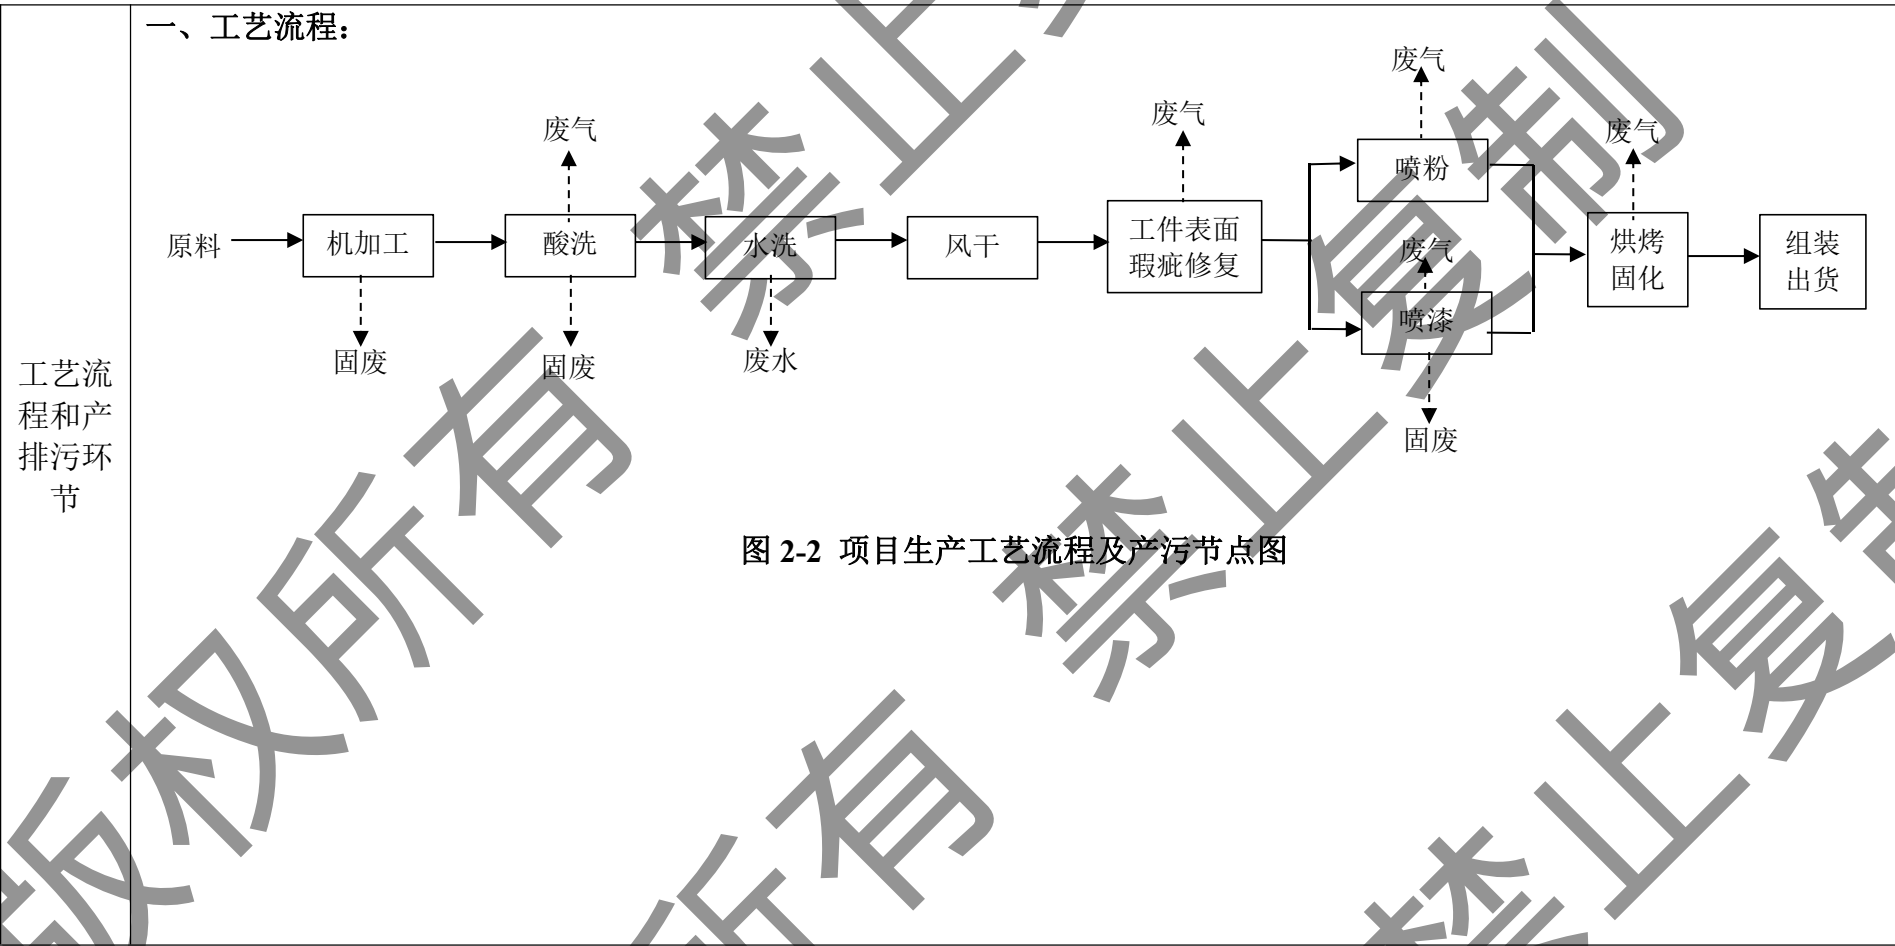 一、工艺流程：
废气
废气
废气
废气
原料
机加工
酸洗
水洗
风干
工件表面
瑕疵修复
喷粉
废气
喷漆
烘烤
固化
组装
出货
固废
固废
废水
固废
工艺流
程和产
排污环
节
图 2-2 项目生产工艺流程及产污节点图
版权所有 禁止复制
所有 禁止复制
禁止复制